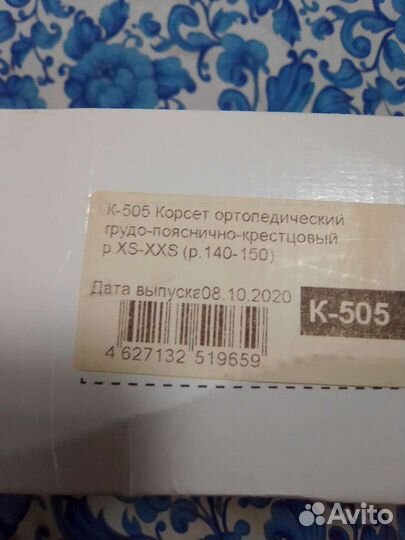 К-505 Корсет ортопедический
грудо-пояснично-крестцовый
р.XS-XXS (р.140-150)
Дата выпуска08.10.2020
К-505
4 627132 519659
Avito